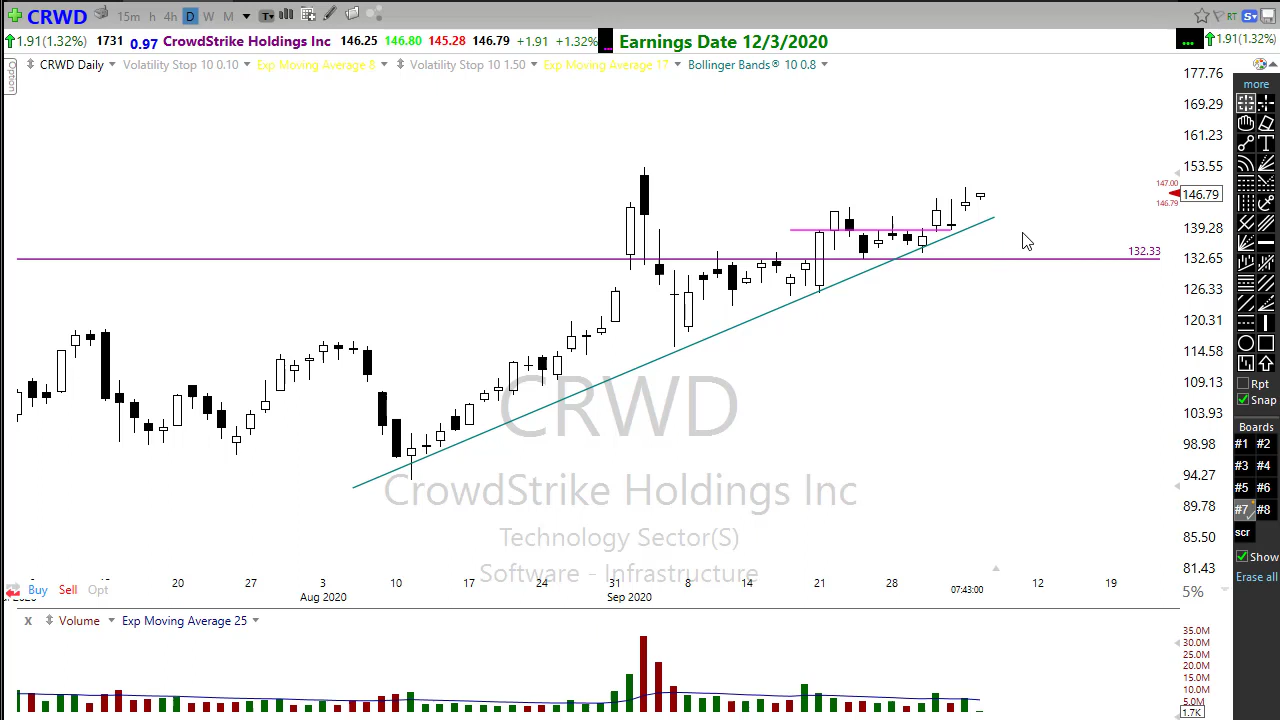 CRWD 15m h 4h D W M T RT S
1.91(1.32%) 1731 0.97 CrowdStrike Holdings Inc 146.25 146.80 145.28 146.79 +1.91 +1.32% ... Earnings Date 12/3/2020 ... 1.91(1.32%)
Option
CRWD Daily Volatility Stop 10 0.10 Exp Moving Average 8 Volatility Stop 10 1.50 Exp Moving Average 17 Bollinger Bands® 10 0.8
177.76
169.29
161.23
153.55
147.00
146.79
146.79
139.28
132.33
132.65
126.33
120.31
114.58
109.13
103.93
98.98
94.27
89.78
85.50
81.43
5%
CRWD
CrowdStrike Holdings Inc
Technology Sector(S)
Software - Infrastructure
20 27 3 10 17 24 31 8 14 21 28 12 19
Aug 2020 Sep 2020 07:43:00
Buy Sell Opt
X Volume Exp Moving Average 25
35.0M
30.0M
25.0M
20.0M
15.0M
10.0M
5.0M
1.7K
more
T
Rpt
Snap
Boards
#1 #2
#3 #4
#5 #6
#7 #8
scr
Show
Erase all